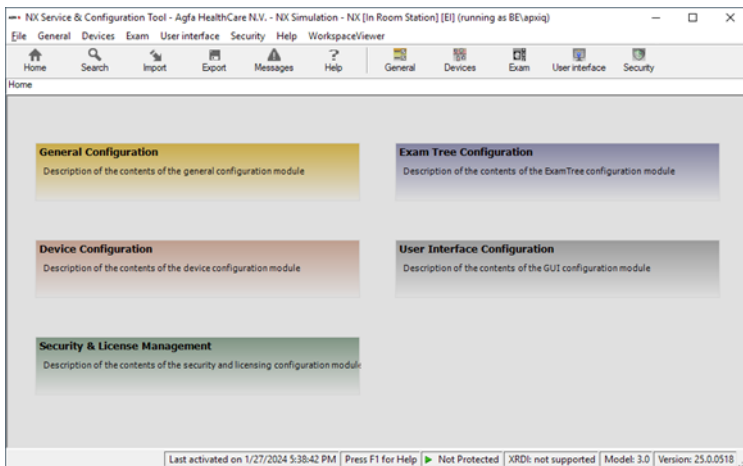 NX Service & Configuration Tool - Agfa HealthCare N.V. - NX Simulation - NX [In Room Station] [EI] (running as BE\apxiq)
File General Devices Exam User interface Security Help WorkspaceViewer
Home Search Import Export Messages Help General Devices Exam User interface Security
Home
General Configuration
Description of the contents of the general configuration module
Exam Tree Configuration
Description of the contents of the ExamTree configuration module
Device Configuration
Description of the contents of the device configuration module
User Interface Configuration
Description of the contents of the GUI configuration module
Security & License Management
Description of the contents of the security and licensing configuration module
Last activated on 1/27/2024 5:38:42 PM Press F1 for Help Not Protected XRDI: not supported Model: 3.0 Version: 25.0.0518